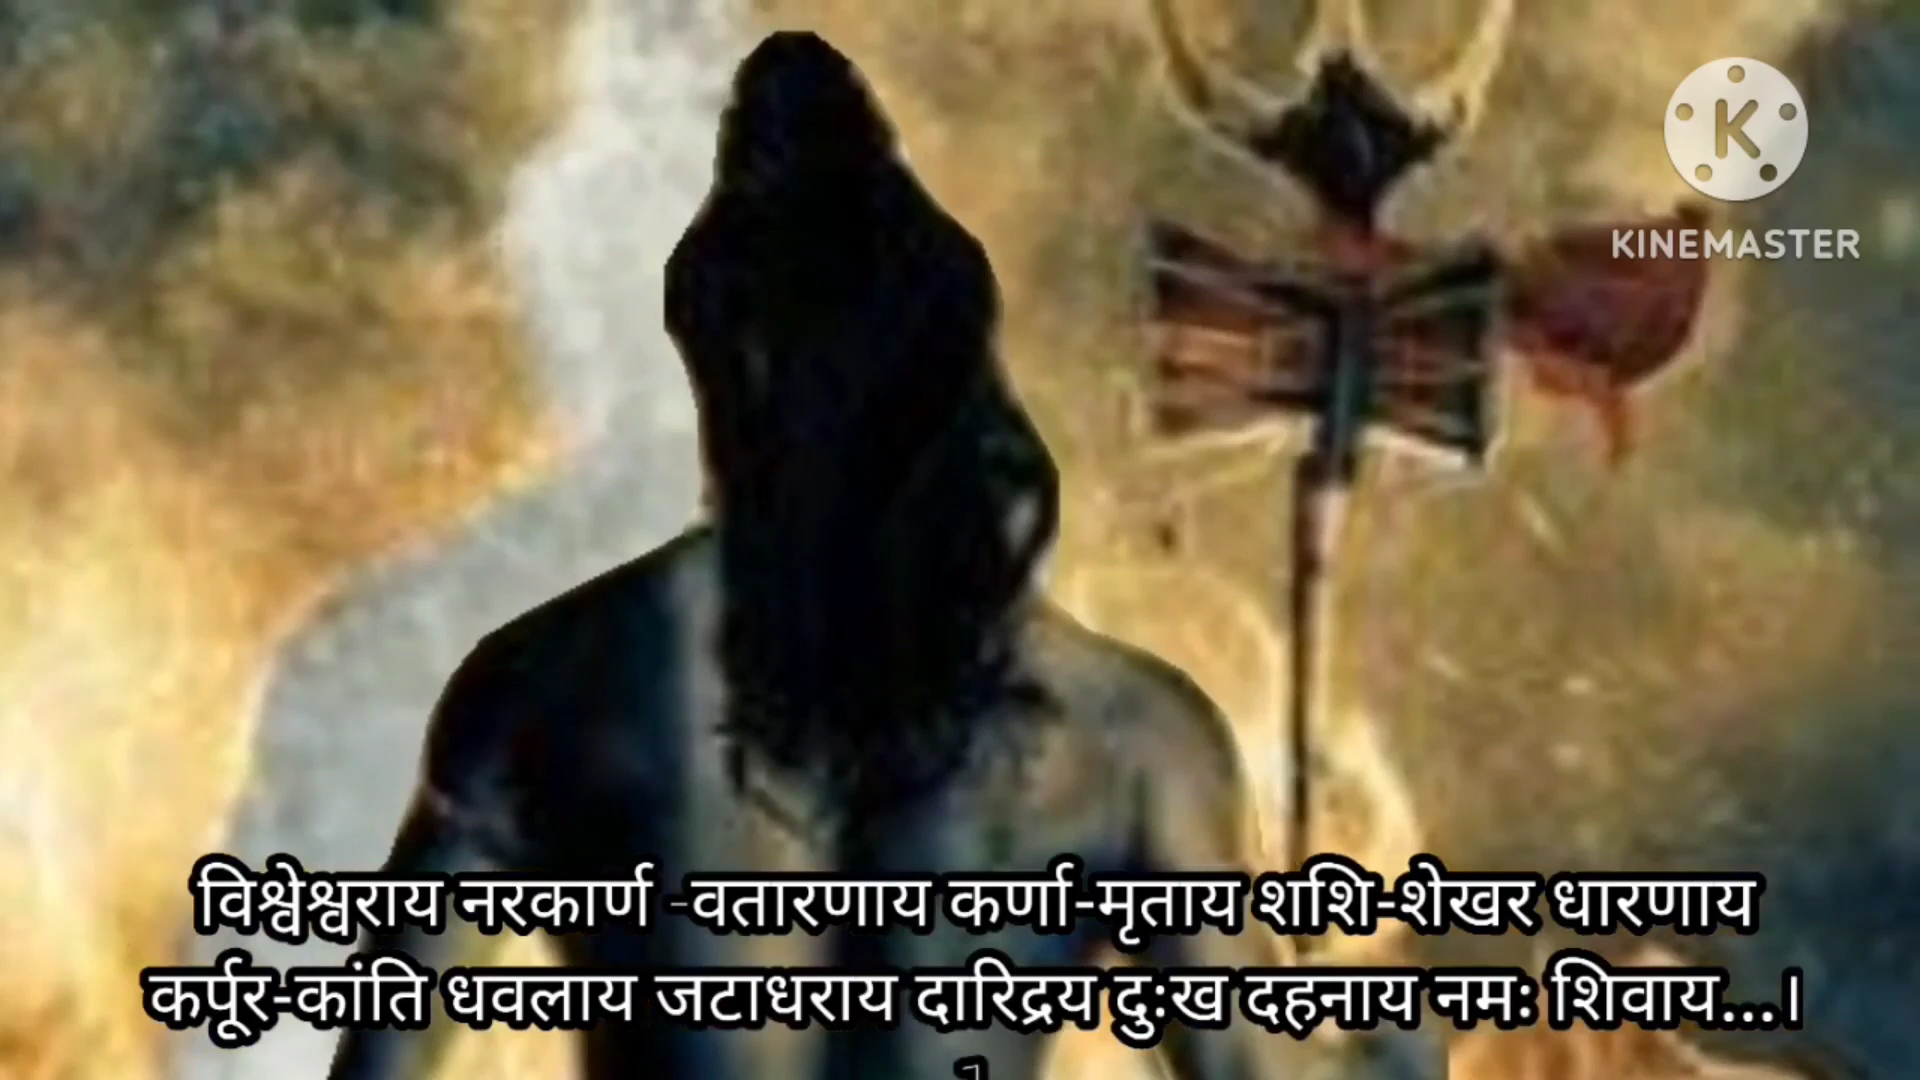 KINEMASTER
विश्वेश्वराय नरकार्ण -वतारणाय कर्णा-मृताय शशि-शेखर धारणाय
कर्पूर-कांति धवलाय जटाधराय दारिद्रय दुःख दहनाय नमः शिवाय...।